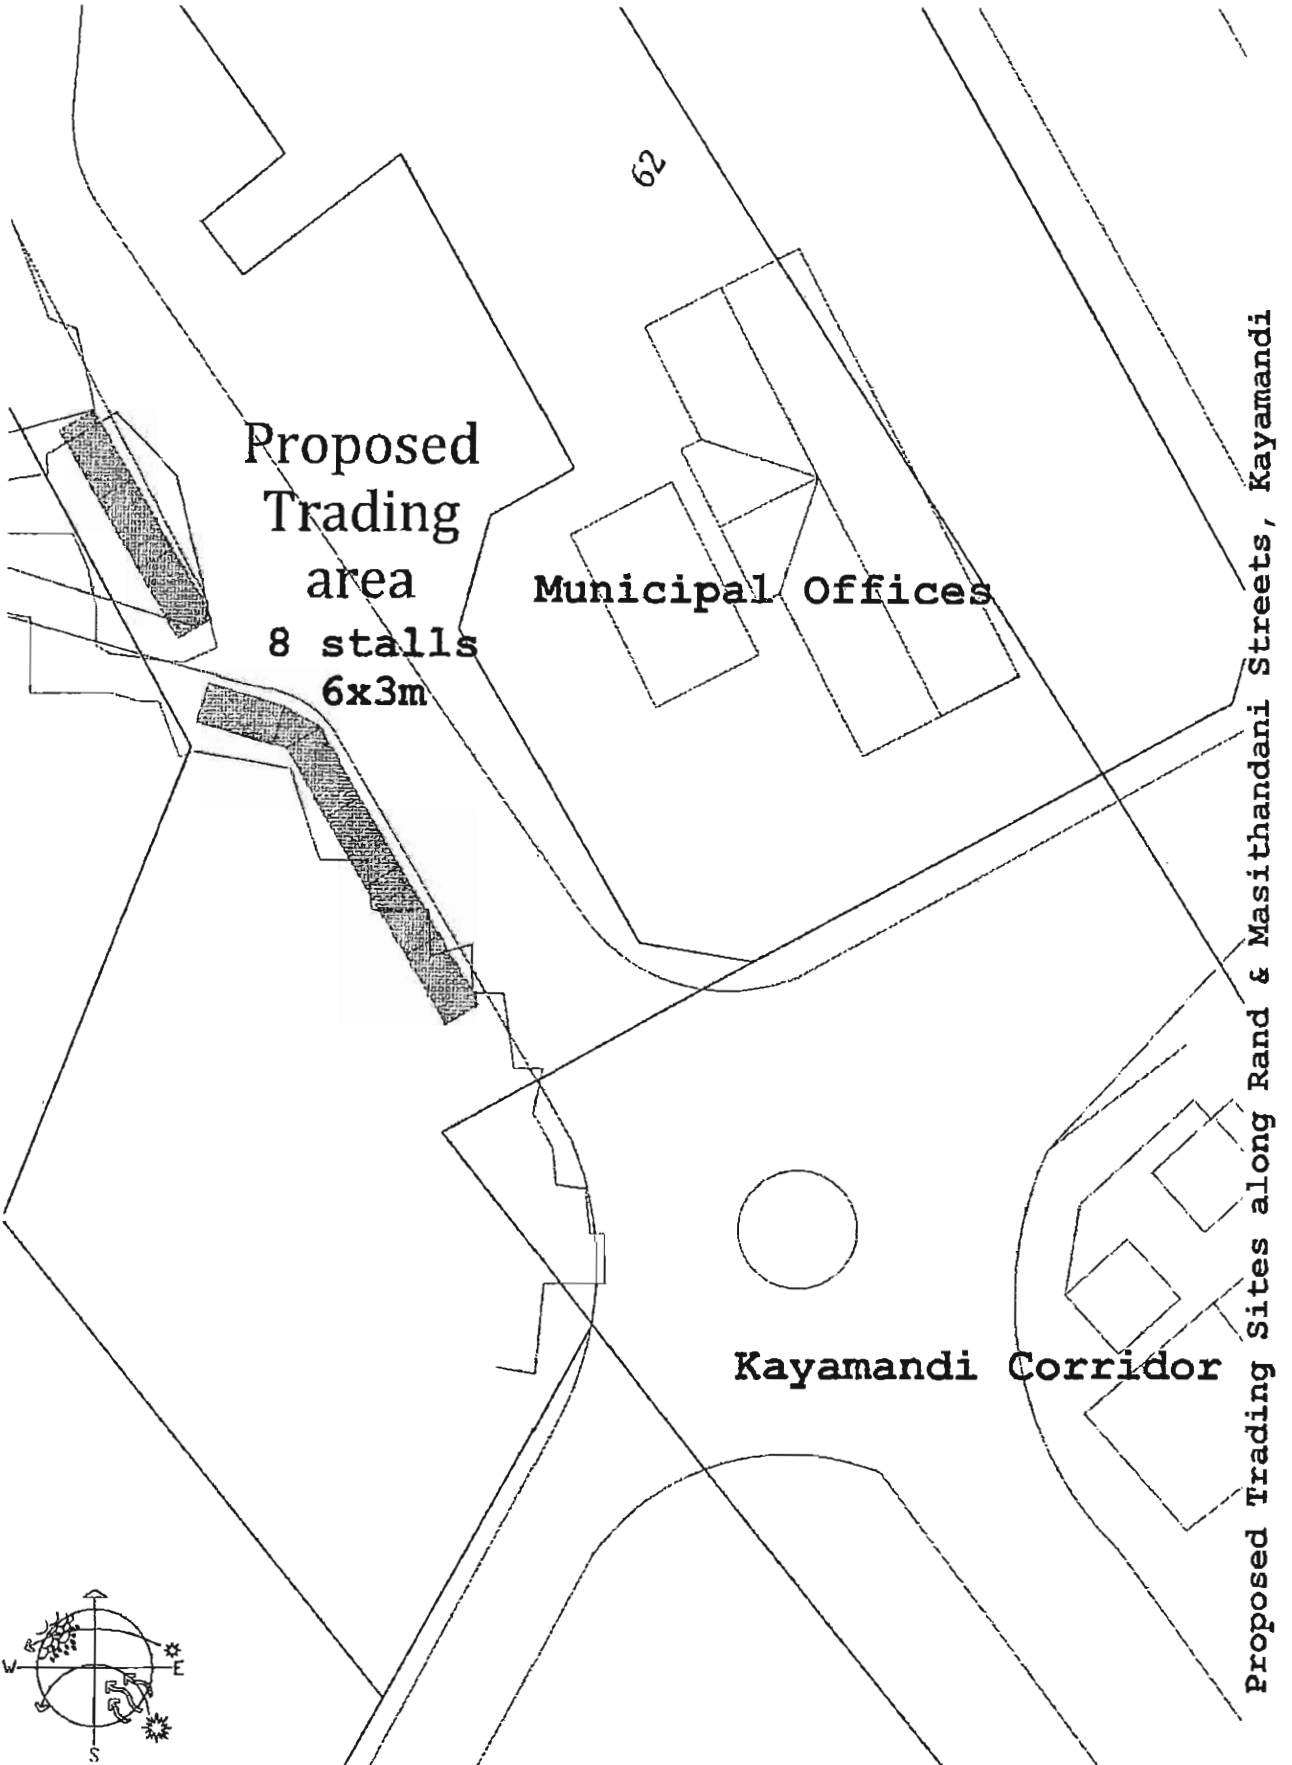 62
Proposed
Trading
area
8 stalls
6x3m
Municipal Offices
Kayamandi Corridor
W
E
S
Proposed Trading Sites along Rand & Masithandani Streets, Kayamandi